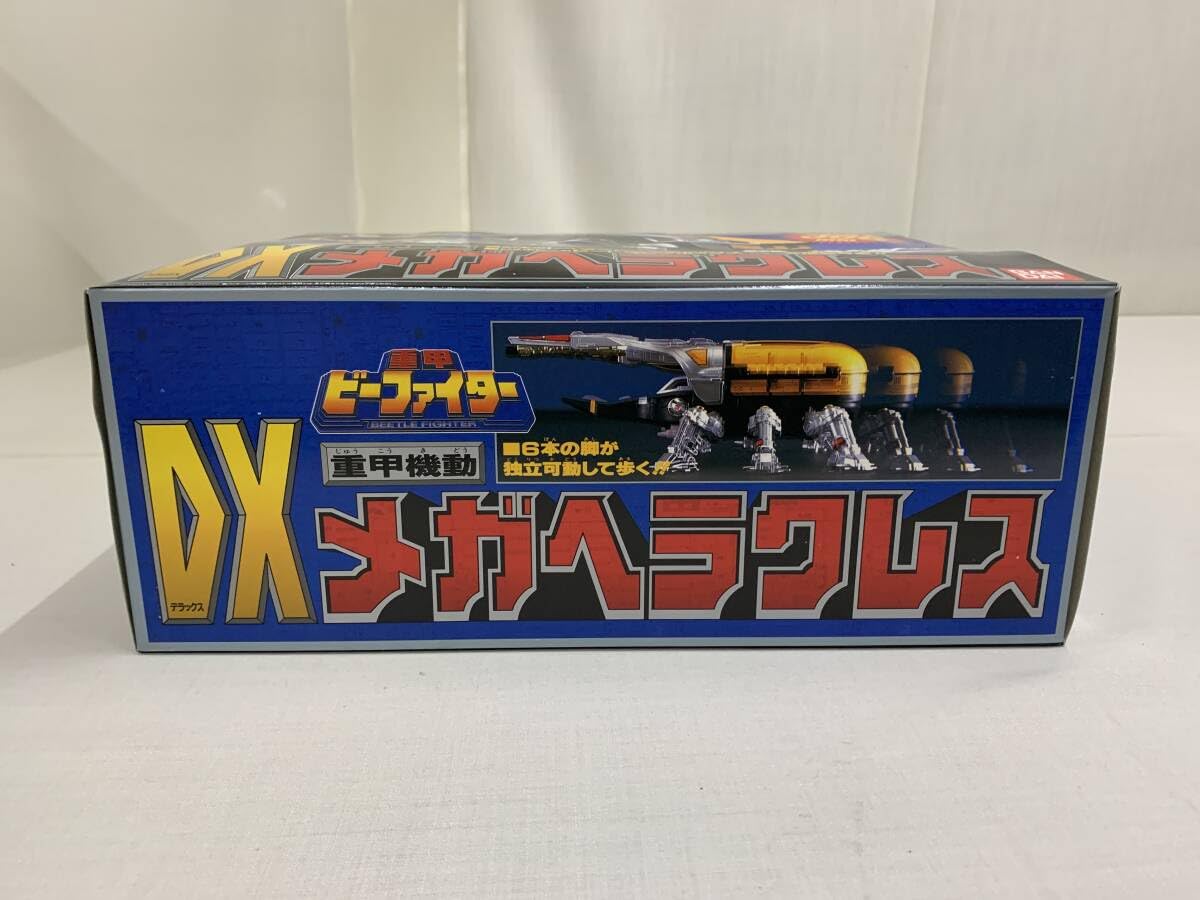 DX メガヘラクレス
BAN
DAI
重甲
ビーファイター
BEETLE FIGHTER
じゅうこうきどう
重甲機動
■6本の脚が
独立可動して歩く!!
DX
デラックス
メガヘラクレス